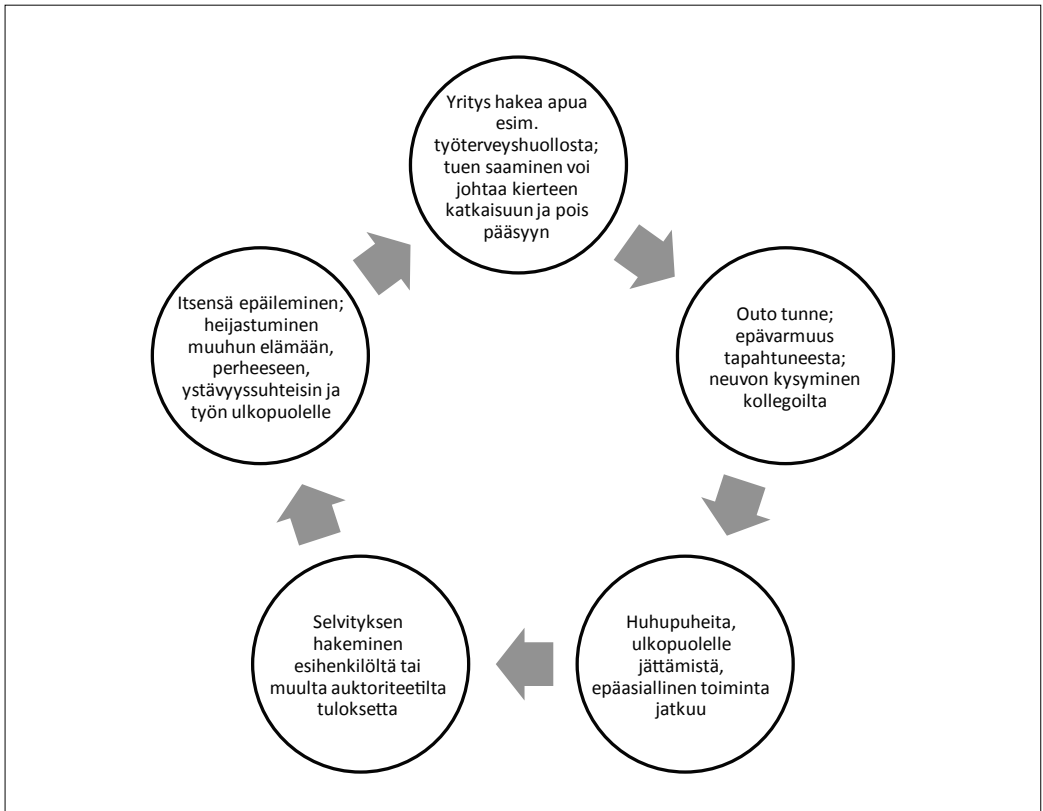 Yritys hakea apua
esim.
työterveyshuollosta;
tuen saaminen voi
johtaa kierteen
katkaisuun ja pois
pääsyyn
Outo tunne;
epävarmuus
tapahtuneesta;
neuvon kysyminen
kollegoilta
Huhupuheita,
ulkopuolelle
jättämistä,
epäasiallinen toiminta
jatkuu
Selvityksen
hakeminen
esihenkilöltä tai
muulta auktoriteetilta
tuloksetta
Itsensä epäileminen;
heijastuminen
muuhun elämään,
perheeseen,
ystävyyssuhteisin ja
työn ulkopuolelle